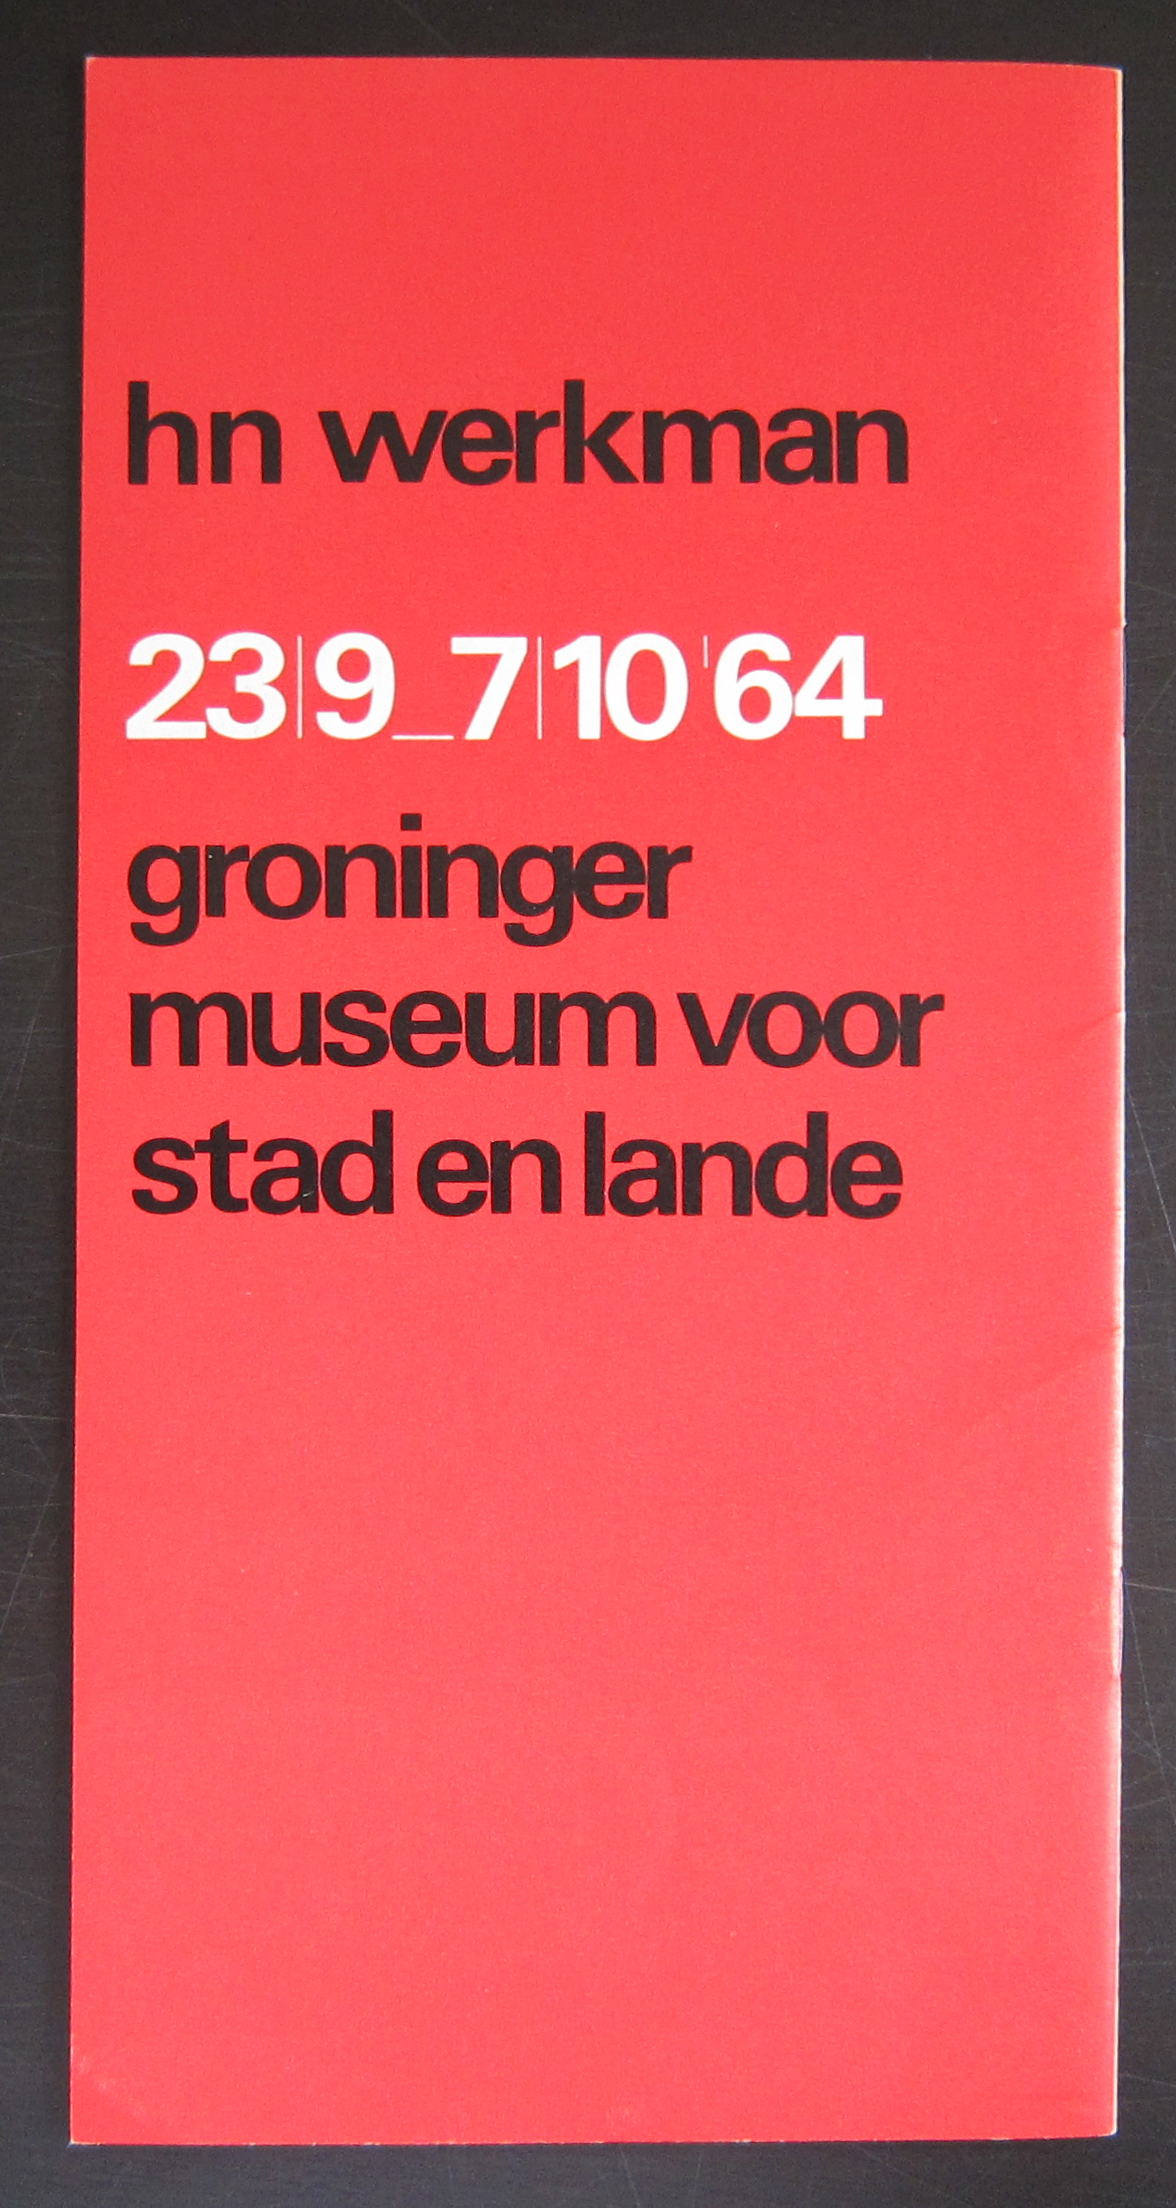 hn werkman
23|9_7|10'64
groninger
museum voor
stad en lande